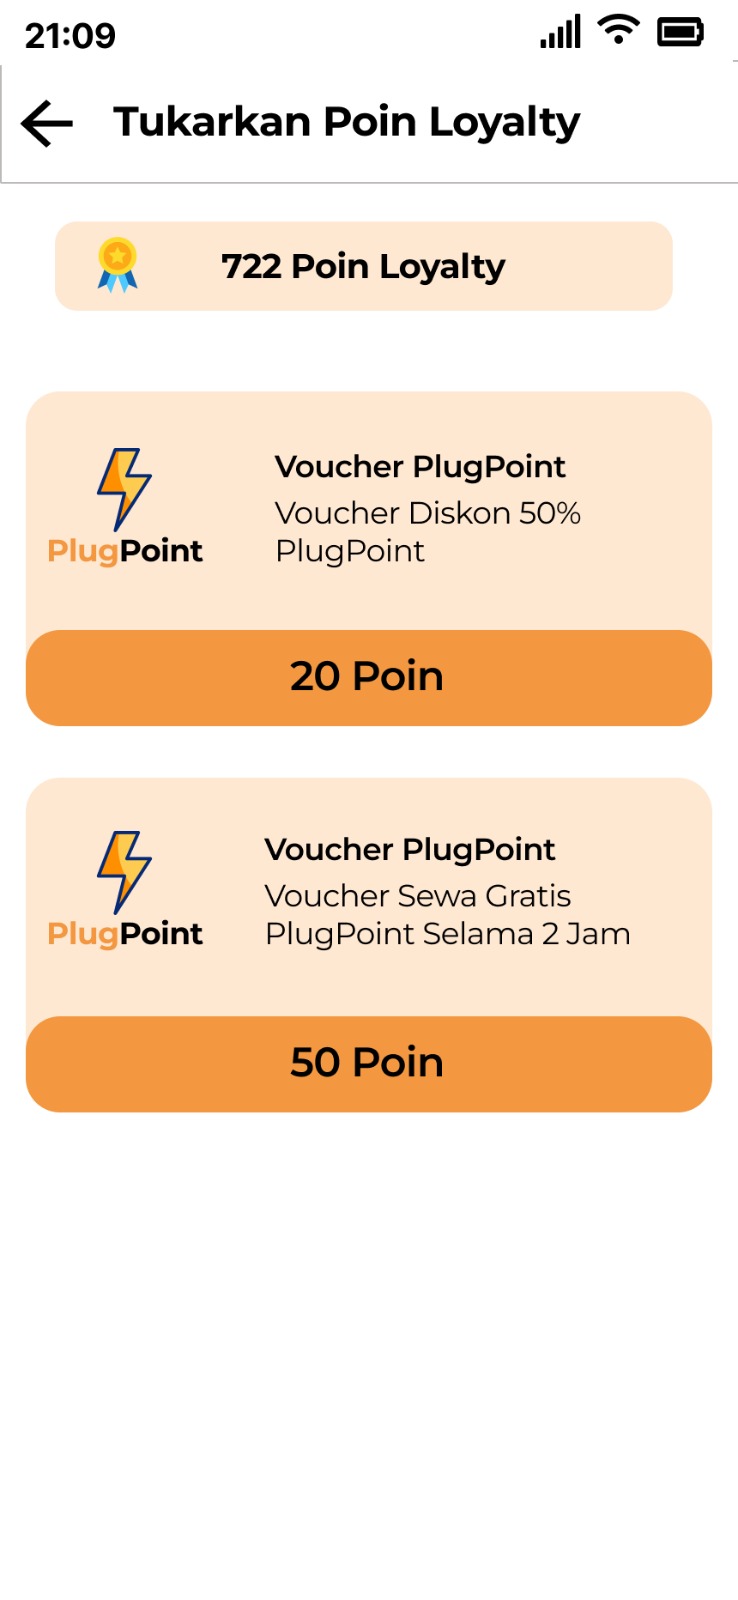 21:09
Tukarkan Poin Loyalty
722 Poin Loyalty
Voucher PlugPoint
Voucher Diskon 50%
PlugPoint
PlugPoint
20 Poin
Voucher PlugPoint
Voucher Sewa Gratis
PlugPoint Selama 2 Jam
PlugPoint
50 Poin